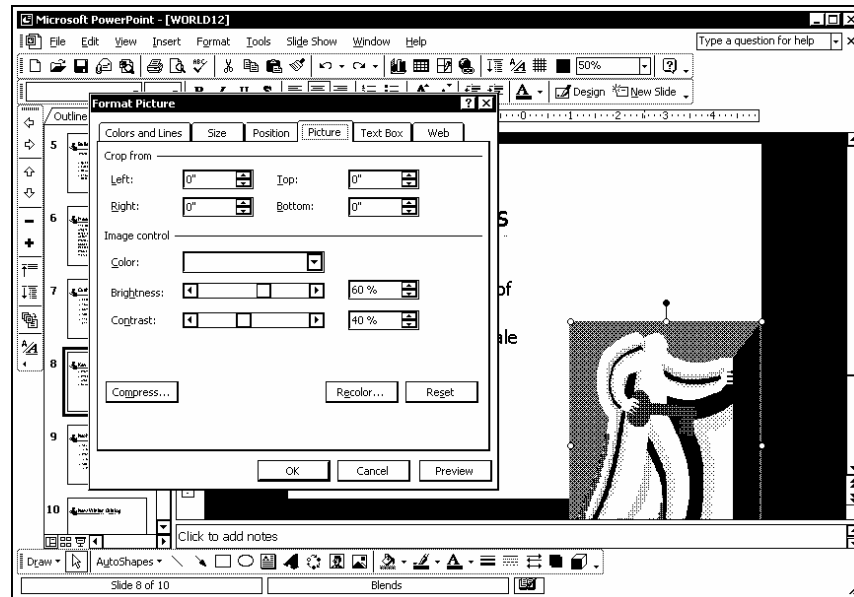 Microsoft PowerPoint - [WORLD12]
File Edit View Insert Format Tools Slide Show Window Help
Type a question for help
50%
Design New Slide
Format Picture
Outline
Colors and Lines Size Position Picture Text Box Web
Crop from
Left: 0" Top: 0"
Right: 0" Bottom: 0"
Image control
Color:
Brightness: 60 %
Contrast: 40 %
Compress... Recolor... Reset
OK Cancel Preview
5
6
7
8
9
10
s
of
ale
Click to add notes
Draw AutoShapes
Slide 8 of 10 Blends